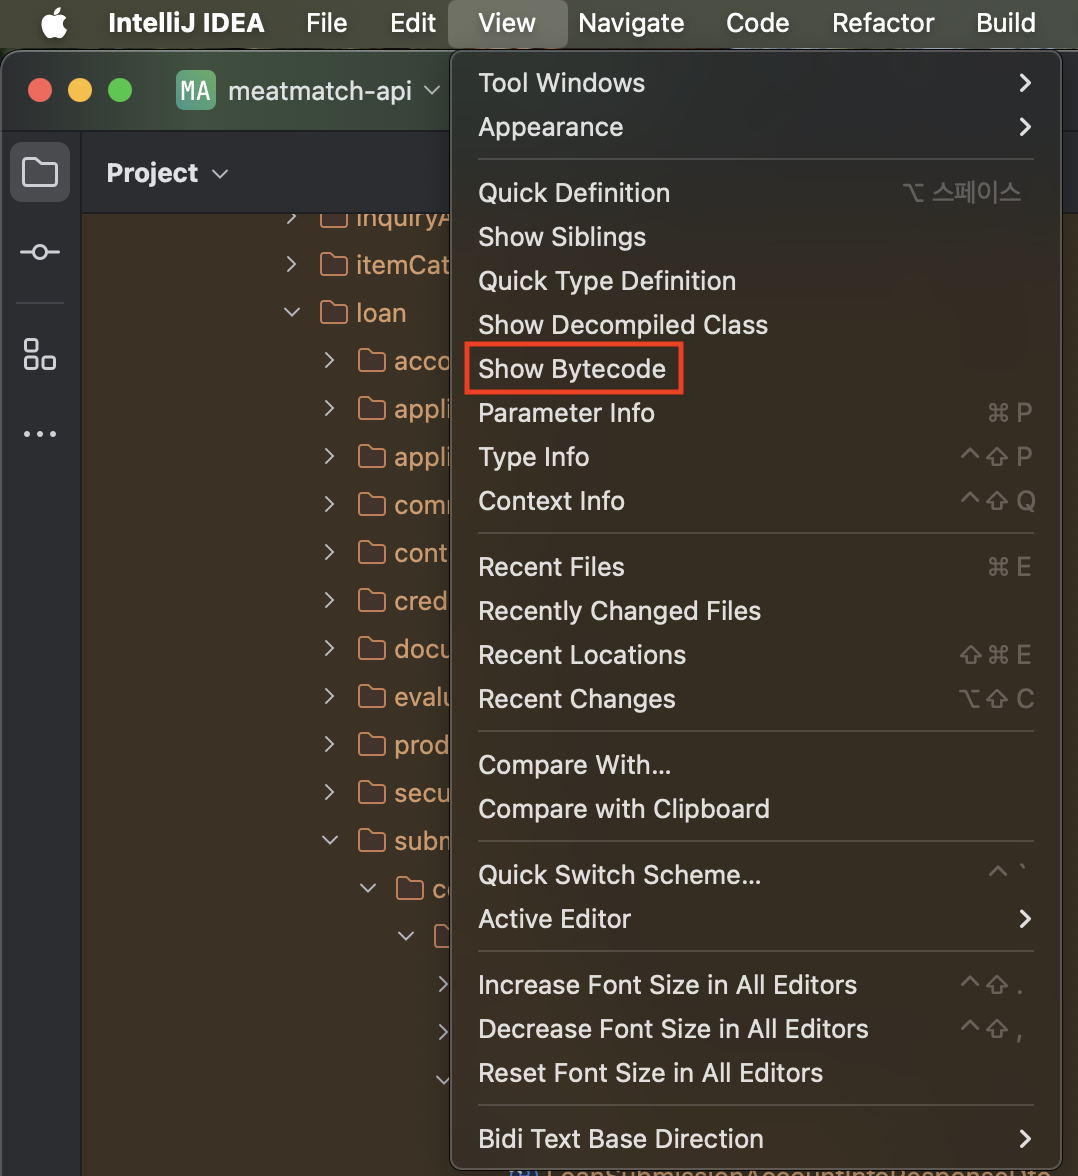 IntelliJ IDEA File Edit View Navigate Code Refactor Build
MA meatmatch-api
Project
itemCat
loan
acco
appli
appli
com
cont
cred
docu
evalu
prod
secu
subm
Tool Windows
Appearance
Quick Definition ⌥ 스페이스
Show Siblings
Quick Type Definition
Show Decompiled Class
Show Bytecode
Parameter Info ⌘ P
Type Info ^ ⇧ P
Context Info ^ ⇧ Q
Recent Files ⌘ E
Recently Changed Files
Recent Locations ⇧ ⌘ E
Recent Changes ⌥ ⇧ C
Compare With...
Compare with Clipboard
Quick Switch Scheme... ^ `
Active Editor
Increase Font Size in All Editors ^ ⇧ .
Decrease Font Size in All Editors ^ ⇧ ,
Reset Font Size in All Editors
Bidi Text Base Direction